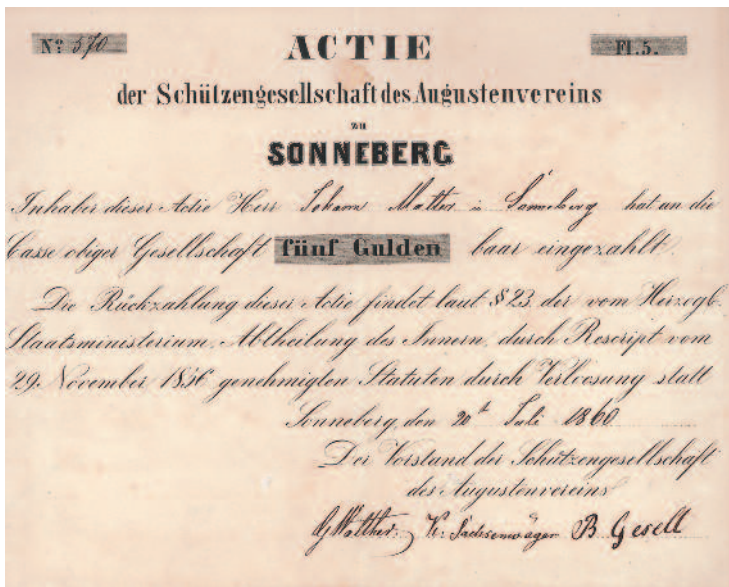 Nº 570 ACTIE Fl. 5.
der Schützengesellschaft des Augustenvereins
zu
SONNEBERG
Inhaber dieser Actie Herr Johann Matter in Sonneberg hat an die
Casse obiger Gesellschaft fünf Gulden baar eingezahlt.
Die Rückzahlung dieser Actie findet laut § 23 der vom Herzogl.
Staatsministerium, Abtheilung des Innern, durch Rescript vom
29. November 1856 genehmigten Statuten durch Verloosung statt
Sonneberg, den 20t Juli 1860
Der Vorstand der Schützengesellschaft
des Augustenvereins
G Walther. Sachsenwäger B. Gesell